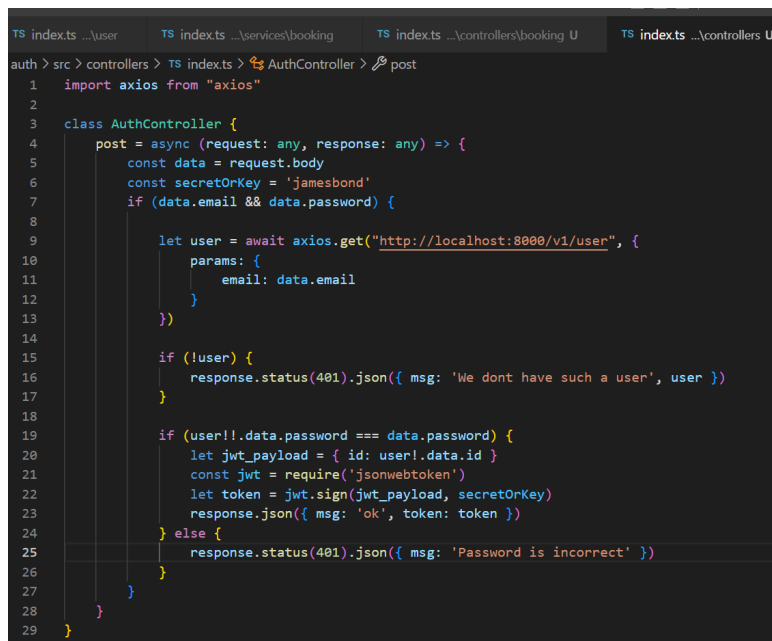 TS index.ts ...\user TS index.ts ...\services\booking TS index.ts ...\controllers\booking U TS index.ts ...\controllers U
auth > src > controllers > TS index.ts > AuthController > post
1 import axios from "axios"
2
3 class AuthController {
4     post = async (request: any, response: any) => {
5         const data = request.body
6         const secretOrKey = 'jamesbond'
7         if (data.email && data.password) {
8
9             let user = await axios.get("http://localhost:8000/v1/user", {
10                 params: {
11                     email: data.email
12                 }
13             })
14
15             if (!user) {
16                 response.status(401).json({ msg: 'We dont have such a user', user })
17             }
18
19             if (user!!.data.password === data.password) {
20                 let jwt_payload = { id: user!.data.id }
21                 const jwt = require('jsonwebtoken')
22                 let token = jwt.sign(jwt_payload, secretOrKey)
23                 response.json({ msg: 'ok', token: token })
24             } else {
25                 response.status(401).json({ msg: 'Password is incorrect' })
26             }
27         }
28     }
29 }